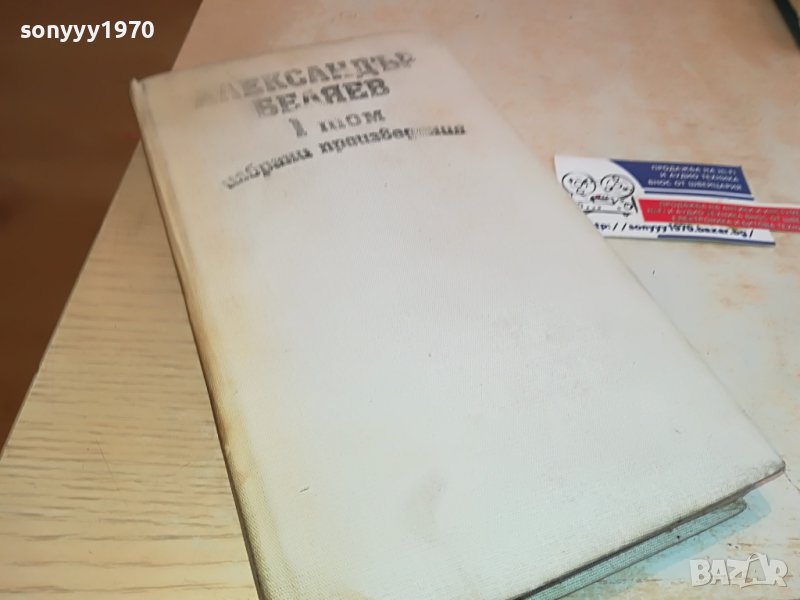 sonyyy1970
АЛЕКСАНДЪР
БЕЛЯЕВ
1 том
избрани произведения
ПРОДАЖБА НА HI-FI
И АУДИО ТЕХНИКА
ВНОС ОТ ШВЕЙЦАРИЯ
http://sonyyy1970.bazar.bg/
BAZAR